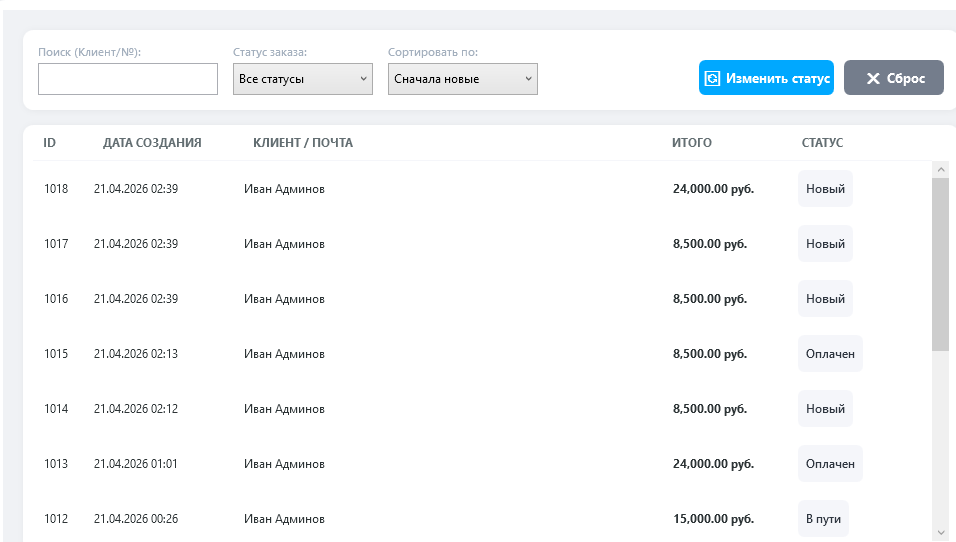 Поиск (Клиент/№): Статус заказа: Сортировать по:
Все статусы Сначала новые Изменить статус Сброс
ID ДАТА СОЗДАНИЯ КЛИЕНТ / ПОЧТА ИТОГО СТАТУС
1018 21.04.2026 02:39 Иван Админов 24,000.00 руб. Новый
1017 21.04.2026 02:39 Иван Админов 8,500.00 руб. Новый
1016 21.04.2026 02:39 Иван Админов 8,500.00 руб. Новый
1015 21.04.2026 02:13 Иван Админов 8,500.00 руб. Оплачен
1014 21.04.2026 02:12 Иван Админов 8,500.00 руб. Новый
1013 21.04.2026 01:01 Иван Админов 24,000.00 руб. Оплачен
1012 21.04.2026 00:26 Иван Админов 15,000.00 руб. В пути